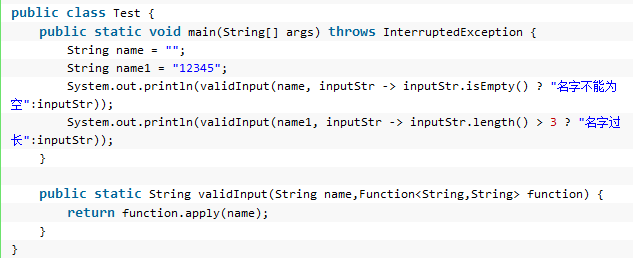 public class Test {
    public static void main(String[] args) throws InterruptedException {
        String name = "";
        String name1 = "12345";
        System.out.println(validInput(name, inputStr -> inputStr.isEmpty() ? "名字不能为
空":inputStr));
        System.out.println(validInput(name1, inputStr -> inputStr.length() > 3 ? "名字过
长":inputStr));
    }

    public static String validInput(String name,Function<String,String> function) {
        return function.apply(name);
    }
}